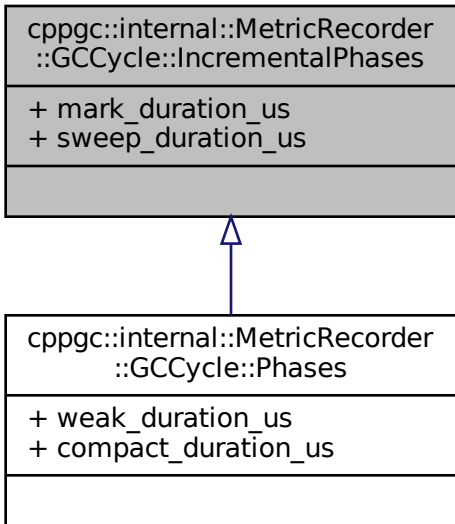 cppgc::internal::MetricRecorder
::GCCycle::IncrementalPhases
+ mark_duration_us
+ sweep_duration_us
cppgc::internal::MetricRecorder
::GCCycle::Phases
+ weak_duration_us
+ compact_duration_us